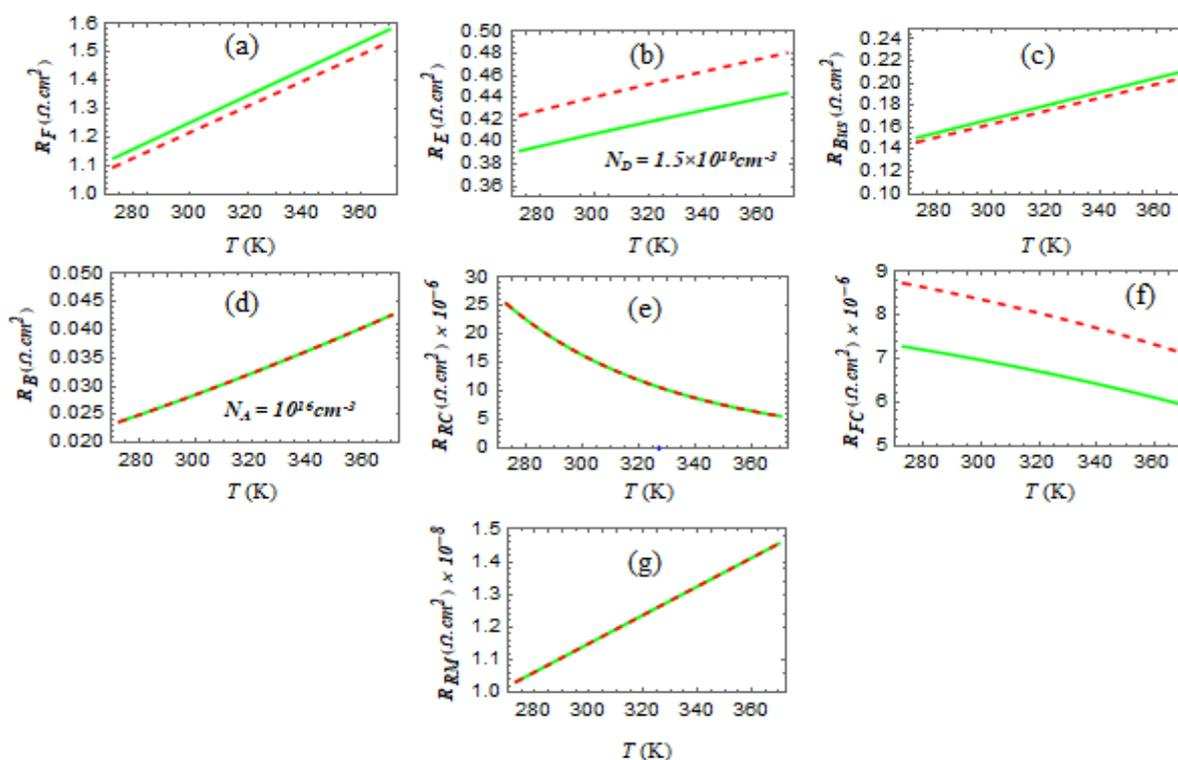 (a)
R_F (Ω.cm²)
1.6
1.5
1.4
1.3
1.2
1.1
1.0
280 300 320 340 360
T (K)
(b)
R_E (Ω.cm²)
0.50
0.48
0.46
0.44
0.42
0.40
0.38
0.36
N_D = 1.5×10¹⁹cm⁻³
280 300 320 340 360
T (K)
(c)
R_Bus (Ω.cm²)
0.24
0.22
0.20
0.18
0.16
0.14
0.12
0.10
280 300 320 340 360
T (K)
(d)
R_B (Ω.cm²)
0.050
0.045
0.040
0.035
0.030
0.025
0.020
N_A = 10¹⁶cm⁻³
280 300 320 340 360
T (K)
(e)
R_RC (Ω.cm²) × 10⁻⁶
30
25
20
15
10
5
0
280 300 320 340 360
T (K)
(f)
R_FC (Ω.cm²) × 10⁻⁶
9
8
7
6
5
280 300 320 340 360
T (K)
(g)
R_RM (Ω.cm²) × 10⁻⁸
1.5
1.4
1.3
1.2
1.1
1.0
280 300 320 340 360
T (K)